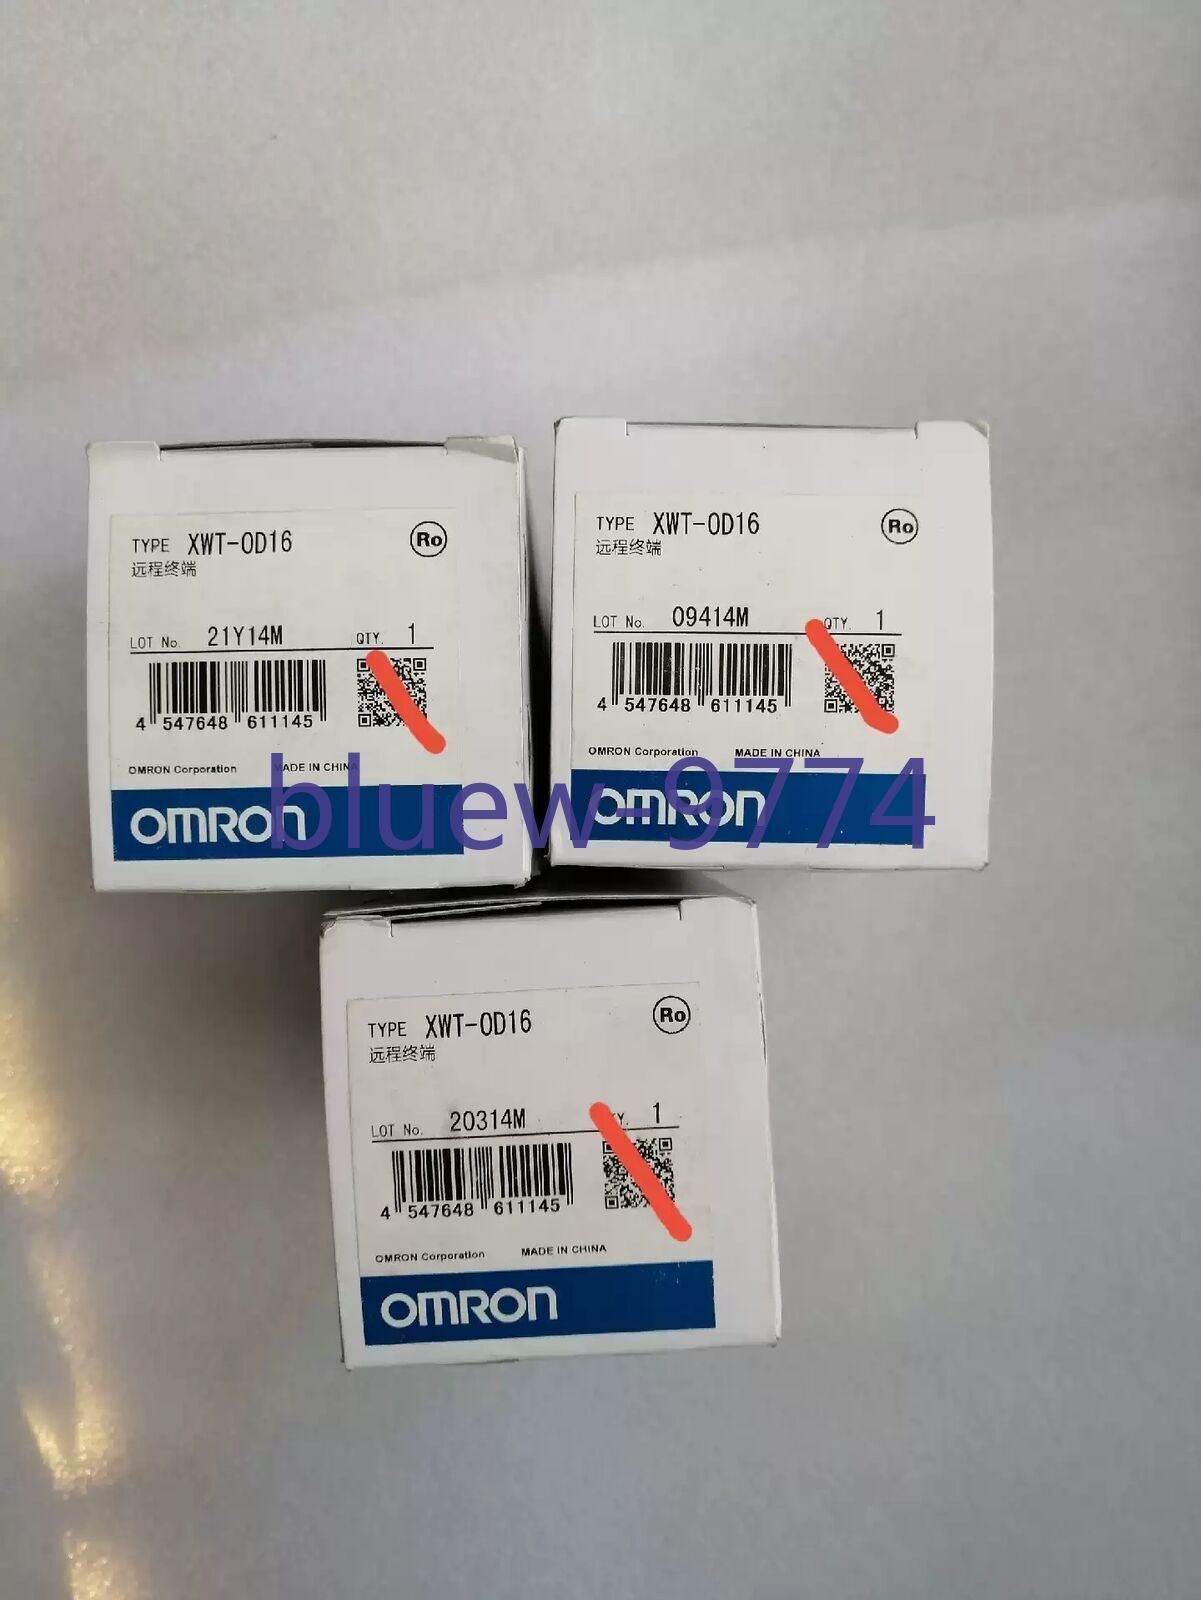 TYPE XWT-OD16
Ro
远程终端
LOT No. 21Y14M QTY. 1
4 547648 611145
OMRON Corporation MADE IN CHINA
OMRON
TYPE XWT-OD16
Ro
远程终端
LOT No. 09414M QTY. 1
4 547648 611145
OMRON Corporation MADE IN CHINA
OMRON
bluew-9774
TYPE XWT-OD16
Ro
远程终端
LOT No. 20314M 1
4 547648 611145
OMRON Corporation MADE IN CHINA
OMRON